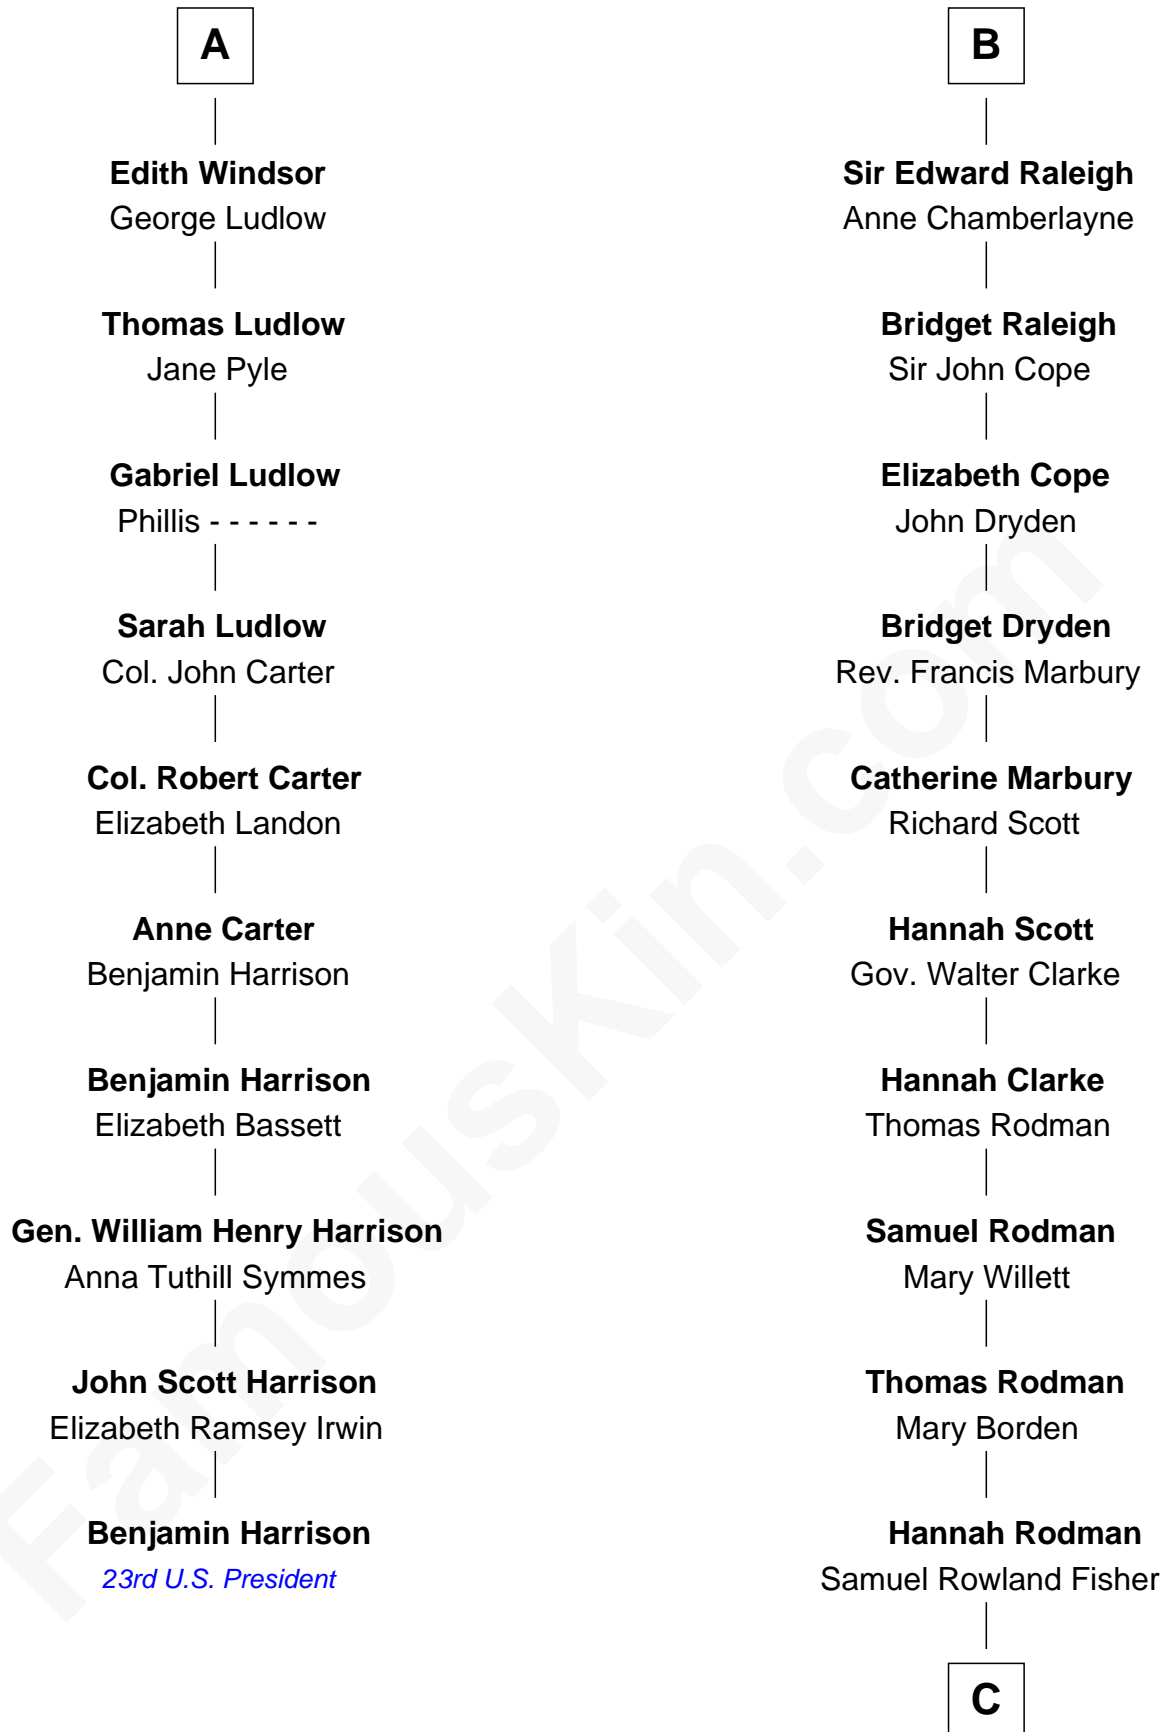 A
Edith Windsor
George Ludlow
Thomas Ludlow
Jane Pyle
Gabriel Ludlow
Phillis - - - - - -
Sarah Ludlow
Col. John Carter
Col. Robert Carter
Elizabeth Landon
Anne Carter
Benjamin Harrison
Benjamin Harrison
Elizabeth Bassett
Gen. William Henry Harrison
Anna Tuthill Symmes
John Scott Harrison
Elizabeth Ramsey Irwin
Benjamin Harrison
23rd U.S. President
B
Sir Edward Raleigh
Anne Chamberlayne
Bridget Raleigh
Sir John Cope
Elizabeth Cope
John Dryden
Bridget Dryden
Rev. Francis Marbury
Catherine Marbury
Richard Scott
Hannah Scott
Gov. Walter Clarke
Hannah Clarke
Thomas Rodman
Samuel Rodman
Mary Willett
Thomas Rodman
Mary Borden
Hannah Rodman
Samuel Rowland Fisher
C
FamousKin.com